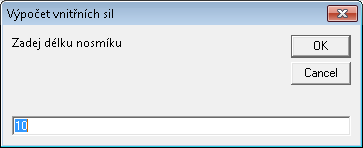 Výpočet vnitřních sil
Zadej délku nosmíku
OK
Cancel
10